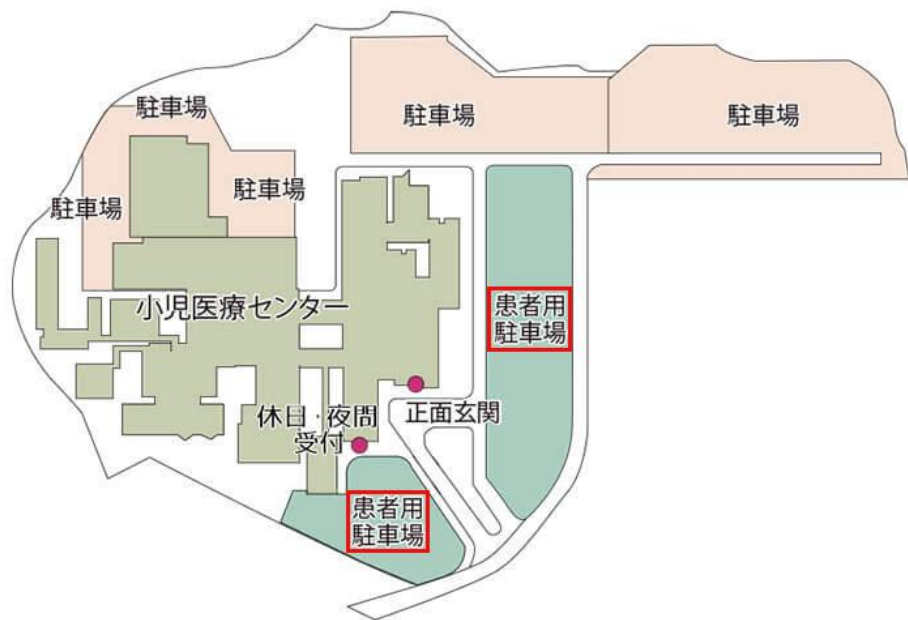 駐車場
駐車場
駐車場
駐車場
駐車場
小児医療センター
患者用
駐車場
休日・夜間
受付
正面玄関
患者用
駐車場